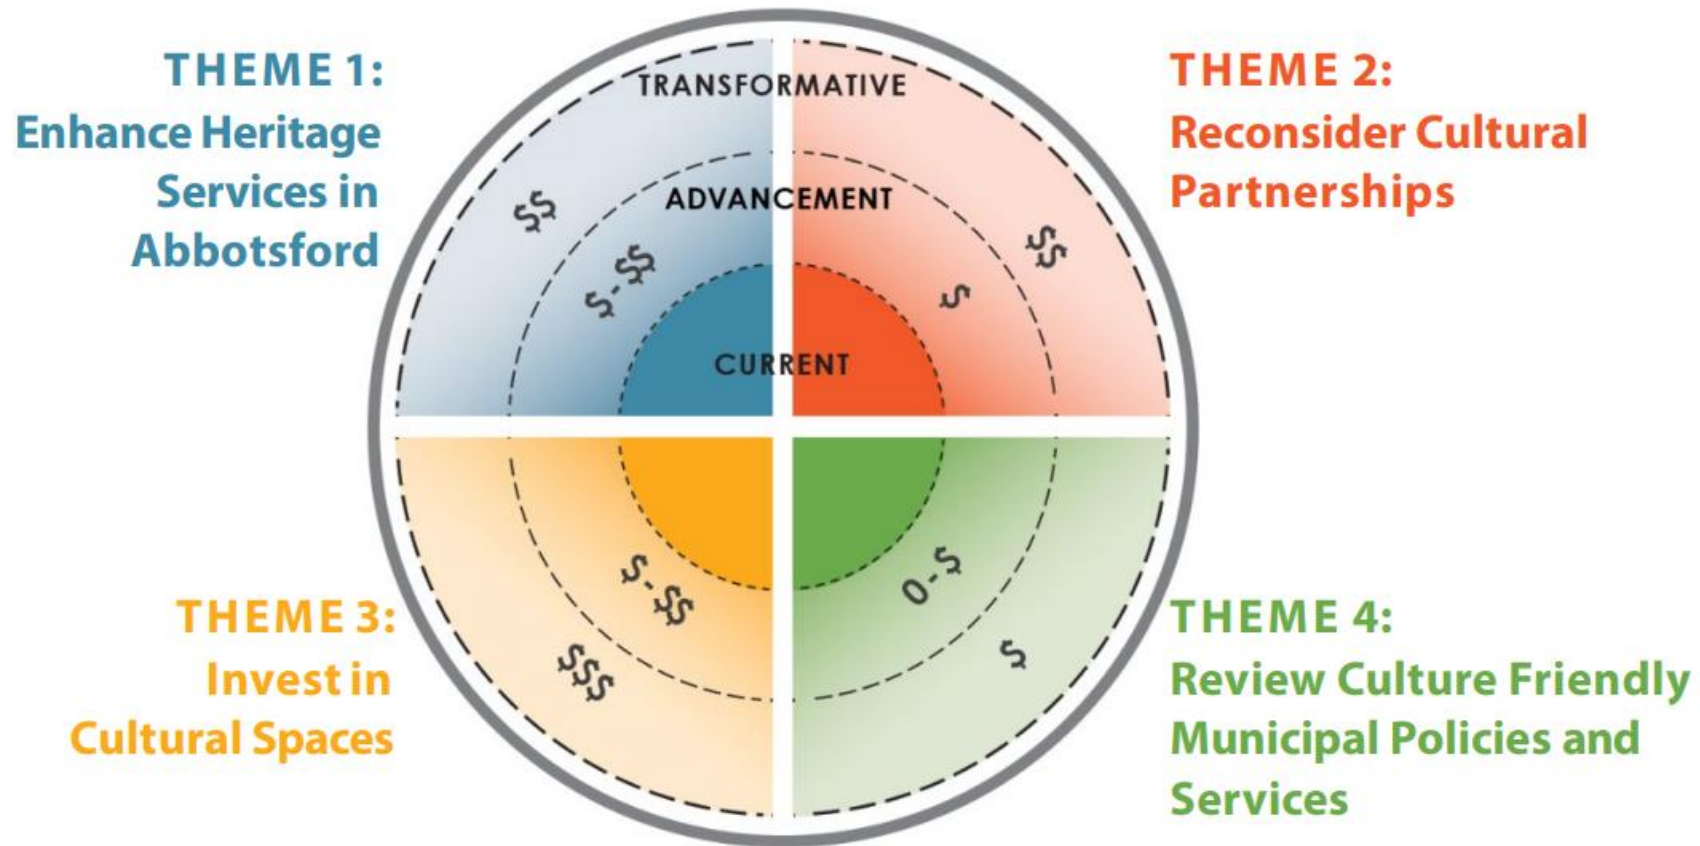 THEME 1:
Enhance Heritage
Services in
Abbotsford
TRANSFORMATIVE
ADVANCEMENT
CURRENT
$$
$-$$
THEME 2:
Reconsider Cultural
Partnerships
$$
$
THEME 3:
Invest in
Cultural Spaces
$-$$
$$$
THEME 4:
Review Culture Friendly
Municipal Policies and
Services
0-$
$